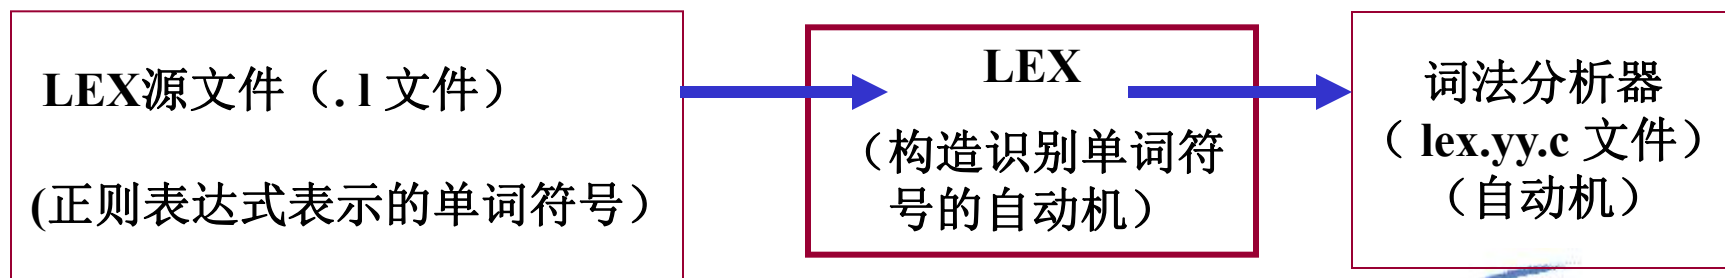 LEX源文件（. l 文件）
(正则表达式表示的单词符号）
LEX
（构造识别单词符
号的自动机）
词法分析器
（ lex.yy.c 文件）
（自动机）